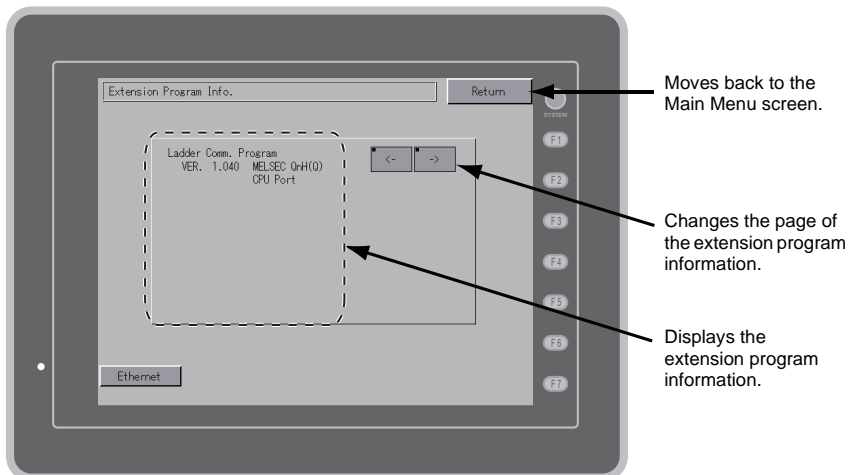 Extension Program Info.
Return
SYSTEM
Ladder Comm. Program
VER. 1.040 MELSEC QnH(Q)
CPU Port
<- ->
F1
F2
F3
F4
F5
F6
F7
Ethernet
Moves back to the
Main Menu screen.
Changes the page of
the extension program
information.
Displays the
extension program
information.